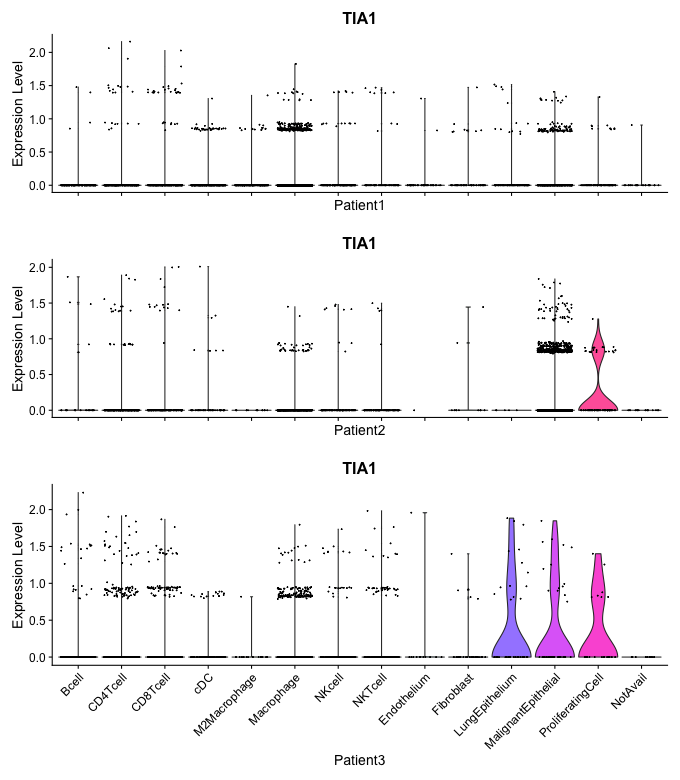 TIA1
Expression Level
2.0
1.5
1.0
0.5
0.0
Patient1
TIA1
Expression Level
2.0
1.5
1.0
0.5
0.0
Patient2
TIA1
Expression Level
2.0
1.5
1.0
0.5
0.0
Bcell
CD4Tcell
CD8Tcell
cDC
M2Macrophage
Macrophage
NKcell
NKTcell
Endothelium
Fibroblast
LungEpithelium
MalignantEpithelial
ProliferatingCell
NotAvail
Patient3